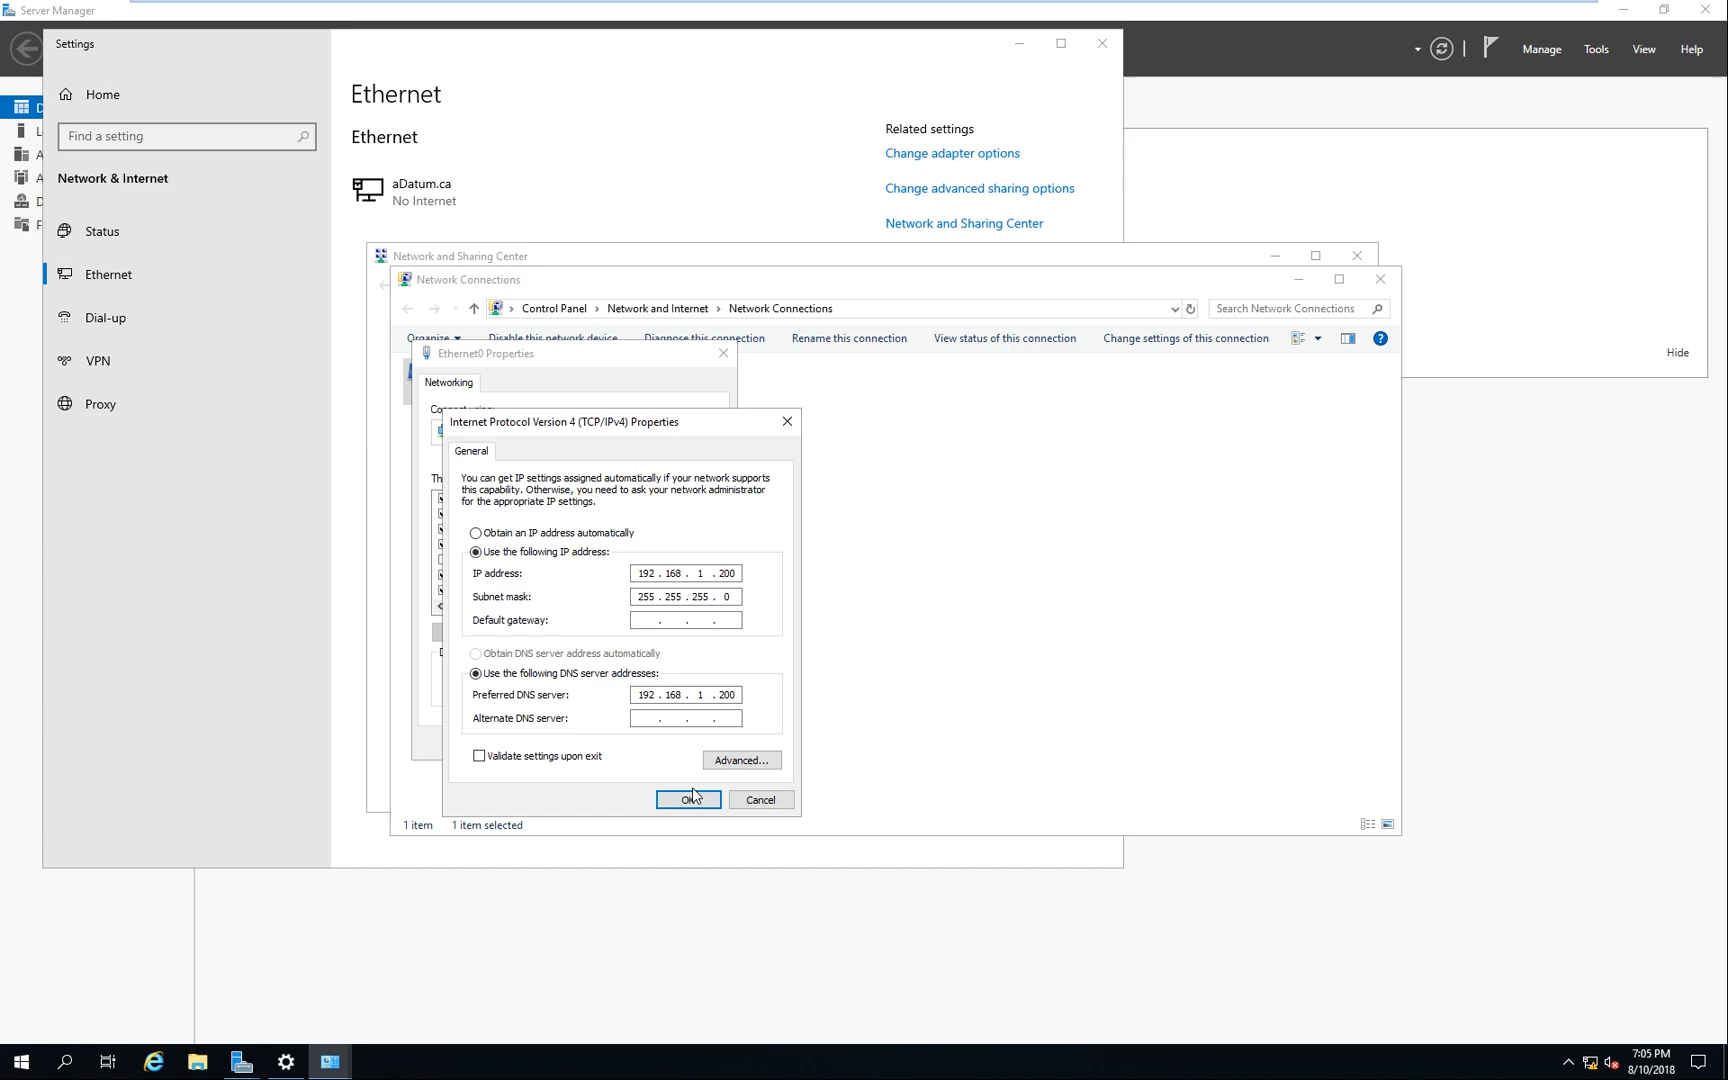 Server Manager
Manage
Tools
View
Help
Settings
Home
Find a setting
Network & Internet
Status
Ethernet
Dial-up
VPN
Proxy
Ethernet
Ethernet
aDatum.ca
No Internet
Related settings
Change adapter options
Change advanced sharing options
Network and Sharing Center
Hide
Network and Sharing Center
Network Connections
Control Panel > Network and Internet > Network Connections
Search Network Connections
Organize
Disable this network device
Diagnose this connection
Rename this connection
View status of this connection
Change settings of this connection
Ethernet0 Properties
Networking
Internet Protocol Version 4 (TCP/IPv4) Properties
General
You can get IP settings assigned automatically if your network supports
this capability. Otherwise, you need to ask your network administrator
for the appropriate IP settings.
Obtain an IP address automatically
Use the following IP address:
IP address: 192 . 168 . 1 . 200
Subnet mask: 255 . 255 . 255 . 0
Default gateway: . . .
Obtain DNS server address automatically
Use the following DNS server addresses:
Preferred DNS server: 192 . 168 . 1 . 200
Alternate DNS server: . . .
Validate settings upon exit
Advanced...
OK
Cancel
1 item
1 item selected
7:05 PM
8/10/2018